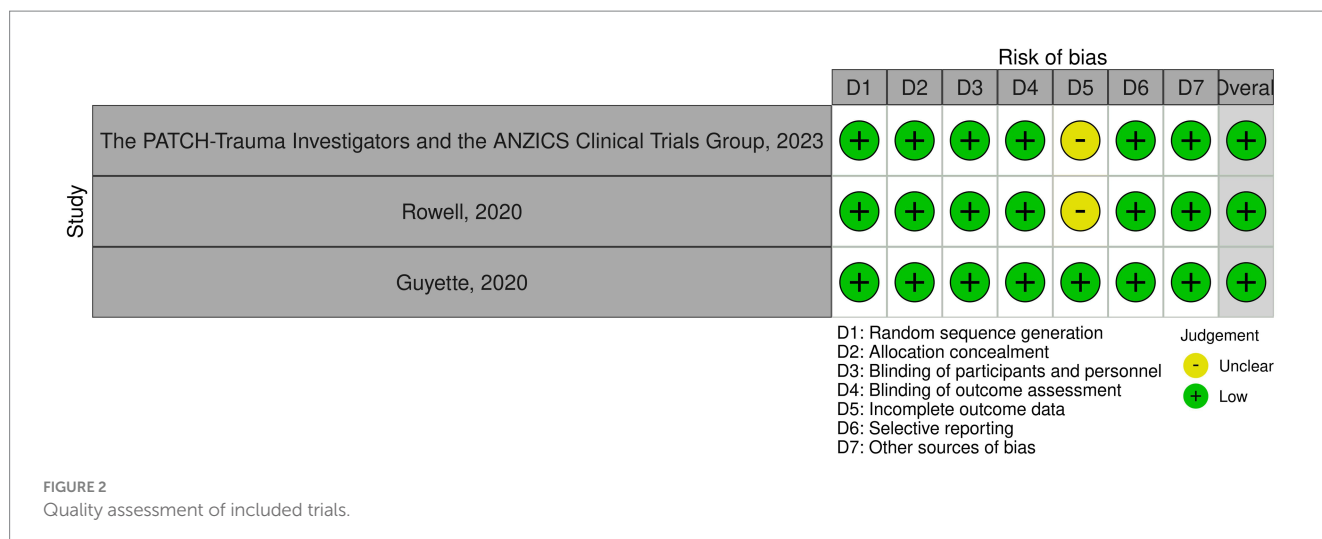 Risk of bias
D1 D2 D3 D4 D5 D6 D7 Overall
Study
The PATCH-Trauma Investigators and the ANZICS Clinical Trials Group, 2023 + + + + - + + +
Rowell, 2020 + + + + - + + +
Guyette, 2020 + + + + + + + +
D1: Random sequence generation
D2: Allocation concealment
D3: Blinding of participants and personnel
D4: Blinding of outcome assessment
D5: Incomplete outcome data
D6: Selective reporting
D7: Other sources of bias
Judgement
- Unclear
+ Low
FIGURE 2
Quality assessment of included trials.